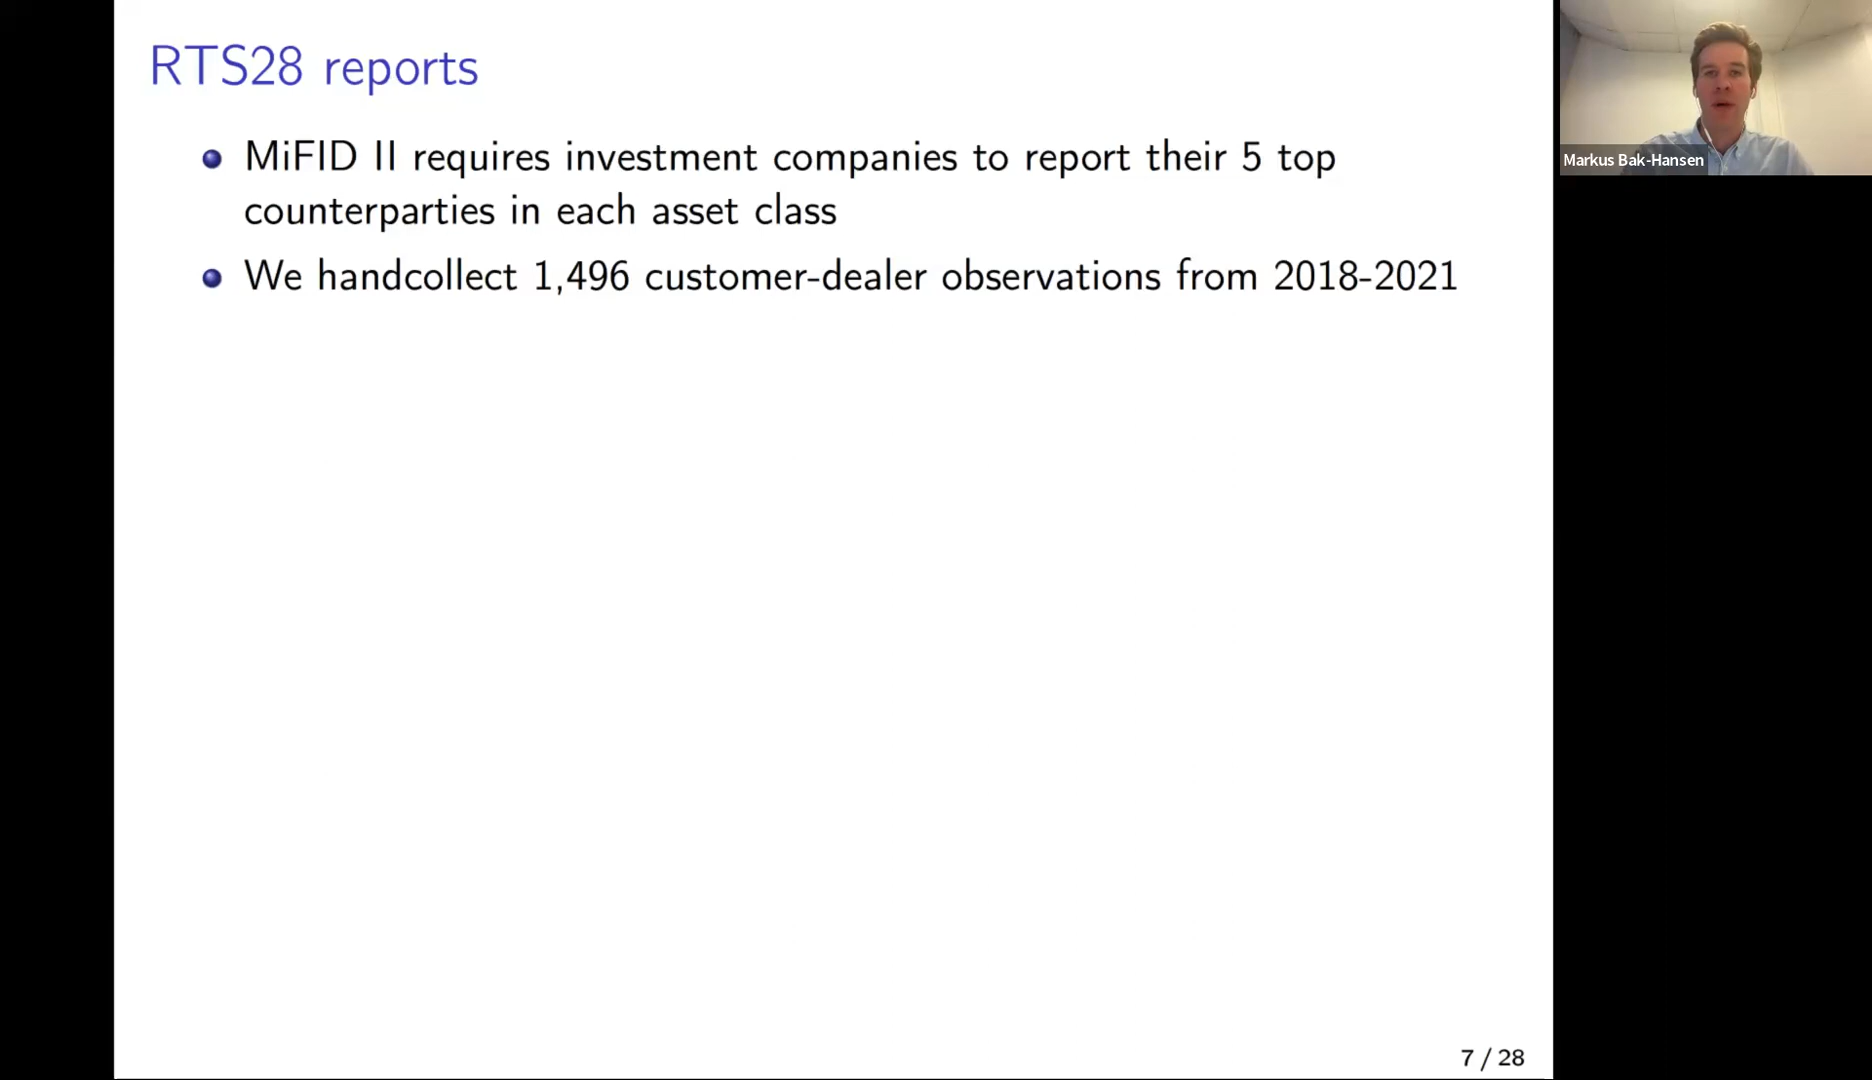 RTS28 reports
MiFID II requires investment companies to report their 5 top
counterparties in each asset class
We handcollect 1,496 customer-dealer observations from 2018-2021
Markus Bak-Hansen
7 / 28